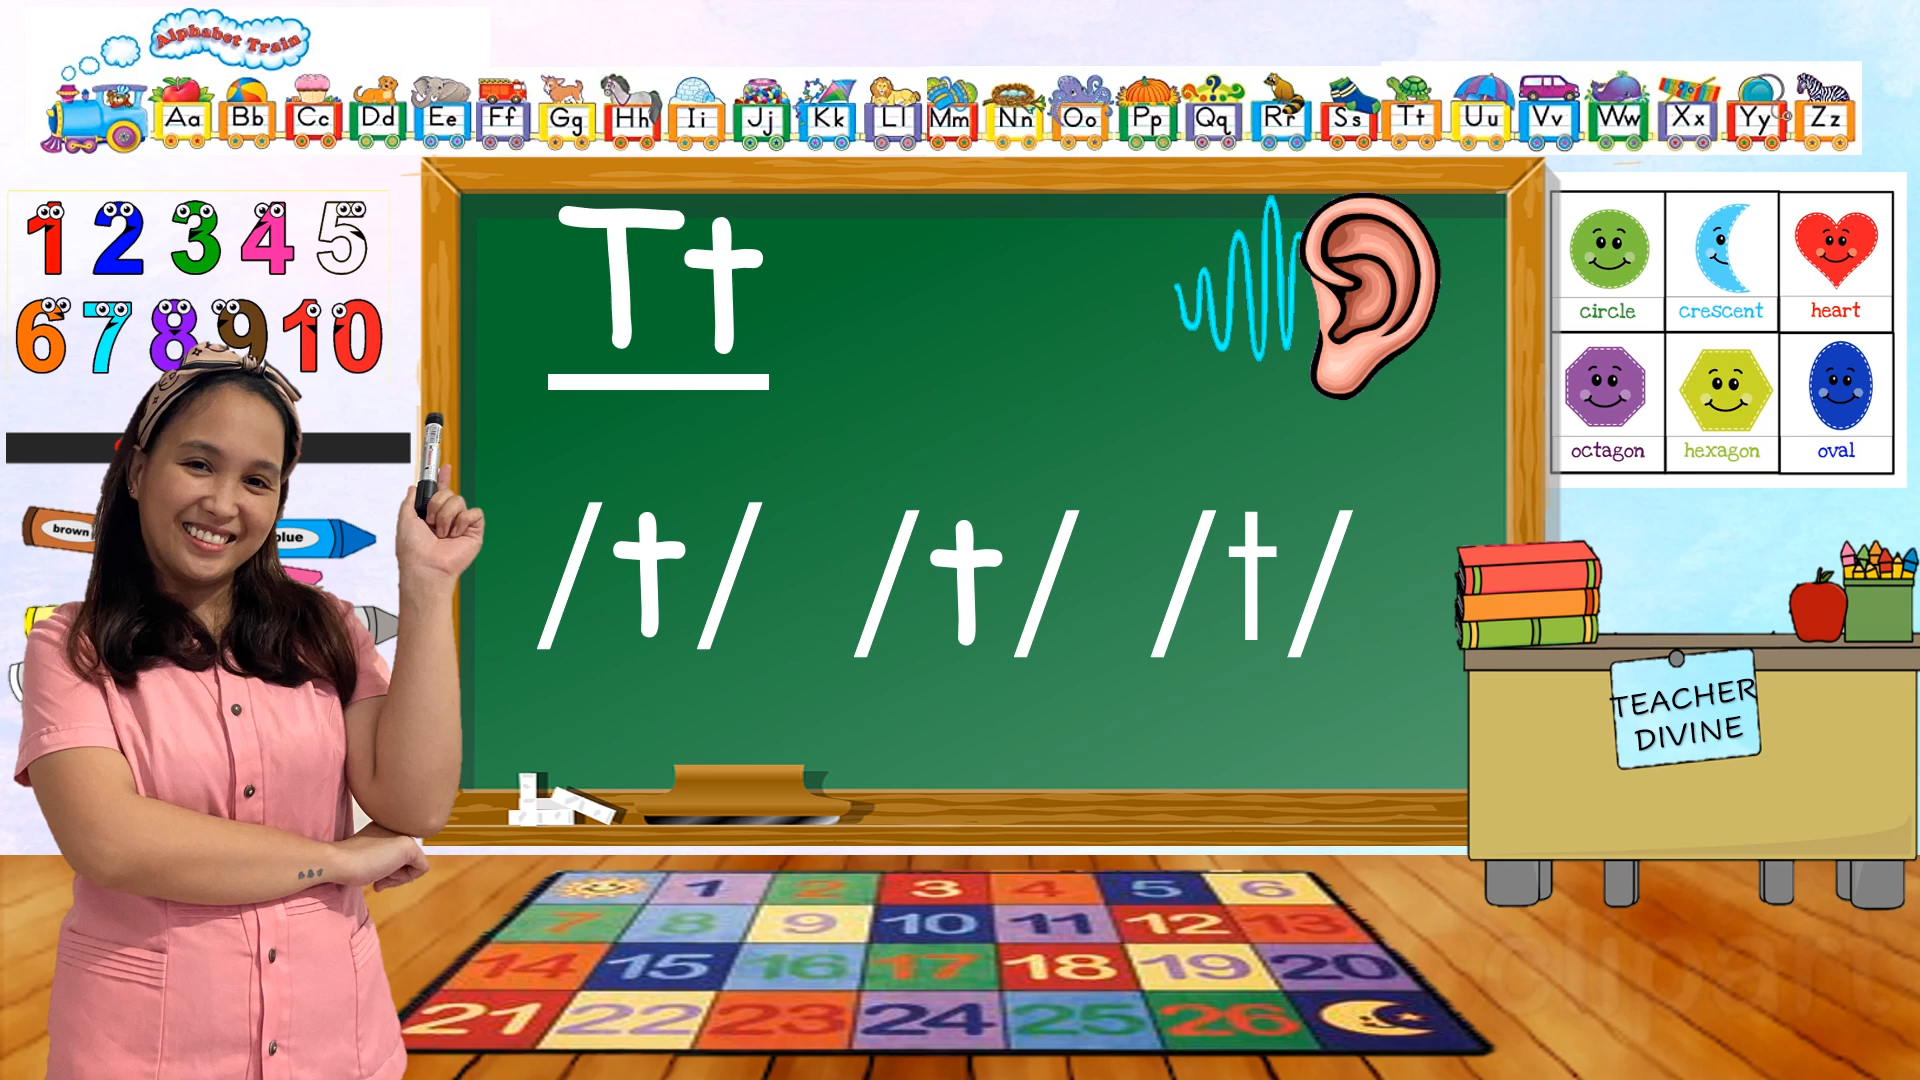 Alphabet Train
Aa Bb Cc Dd Ee Ff Gg Hh Ii Jj Kk Ll Mm Nn Oo Pp Qq Rr Ss Tt Uu Vv Ww Xx Yy Zz
1 2 3 4 5
6 7 8 9 10
brown
blue
Tt
/t/ /t/ /t/
circle crescent heart
octagon hexagon oval
TEACHER
DIVINE
1 2 3 4 5 6
7 8 9 10 11 12 13
14 15 16 17 18 19 20
21 22 23 24 25 26
clipart